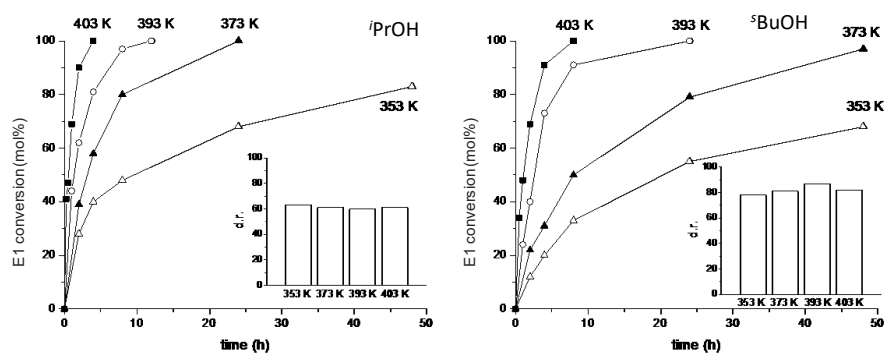 403 K 393 K 373 K ⁱPrOH
353 K
100
80
60
40
20
0
E1 conversion (mol%)
0 10 20 30 40 50
time (h)
100
80
60
40
20
0
d.r.
353 K 373 K 393 K 403 K
403 K 393 K ˢBuOH 373 K
353 K
100
80
60
40
20
0
E1 conversion (mol%)
0 10 20 30 40 50
time (h)
100
80
60
40
20
0
d.r.
353 K 373 K 393 K 403 K